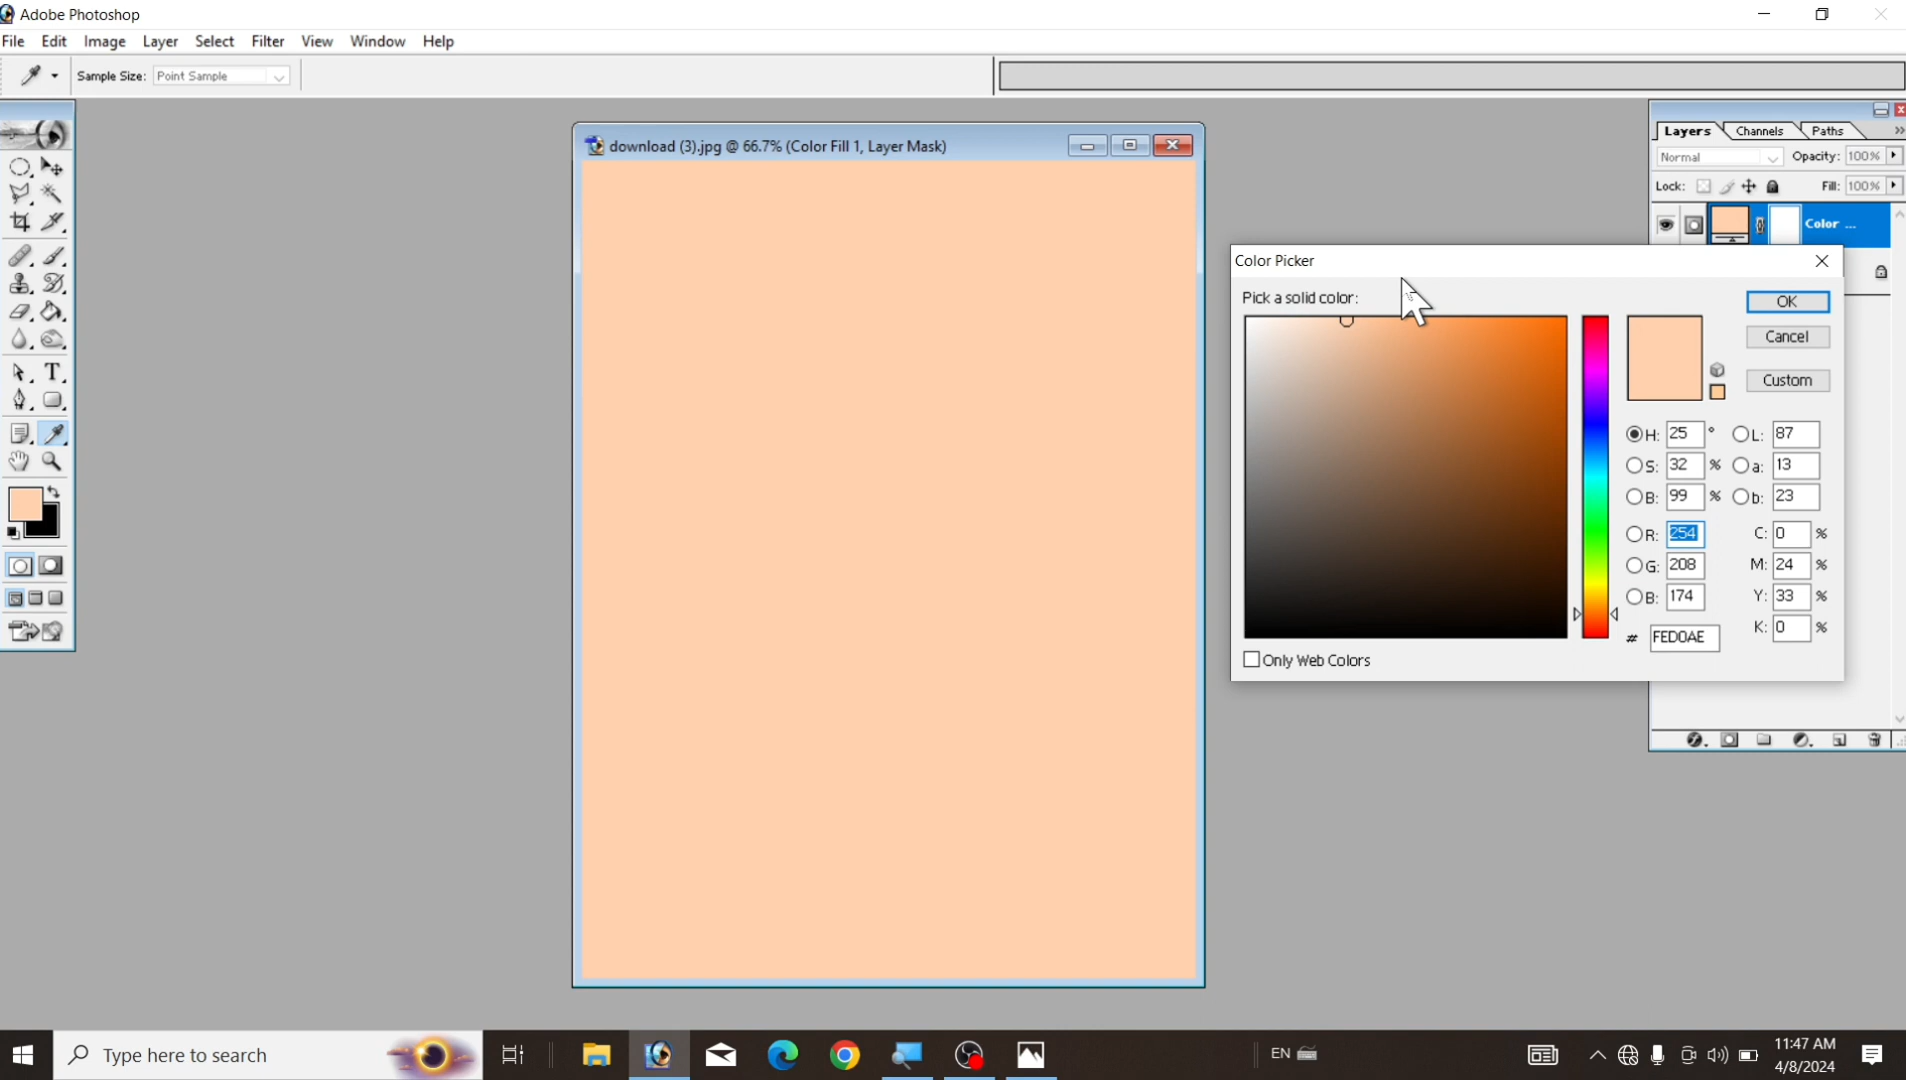 Adobe Photoshop
File Edit Image Layer Select Filter View Window Help
Sample Size: Point Sample
download (3).jpg @ 66.7% (Color Fill 1, Layer Mask)
Layers Channels Paths
Normal Opacity: 100%
Lock: Fill: 100%
Color ...
Color Picker
Pick a solid color:
OK
Cancel
Custom
H: 25 ° L: 87
S: 32 % a: 13
B: 99 % b: 23
R: 254 C: 0 %
G: 208 M: 24 %
B: 174 Y: 33 %
# FED0AE K: 0 %
Only Web Colors
T
Type here to search
EN
11:47 AM
4/8/2024